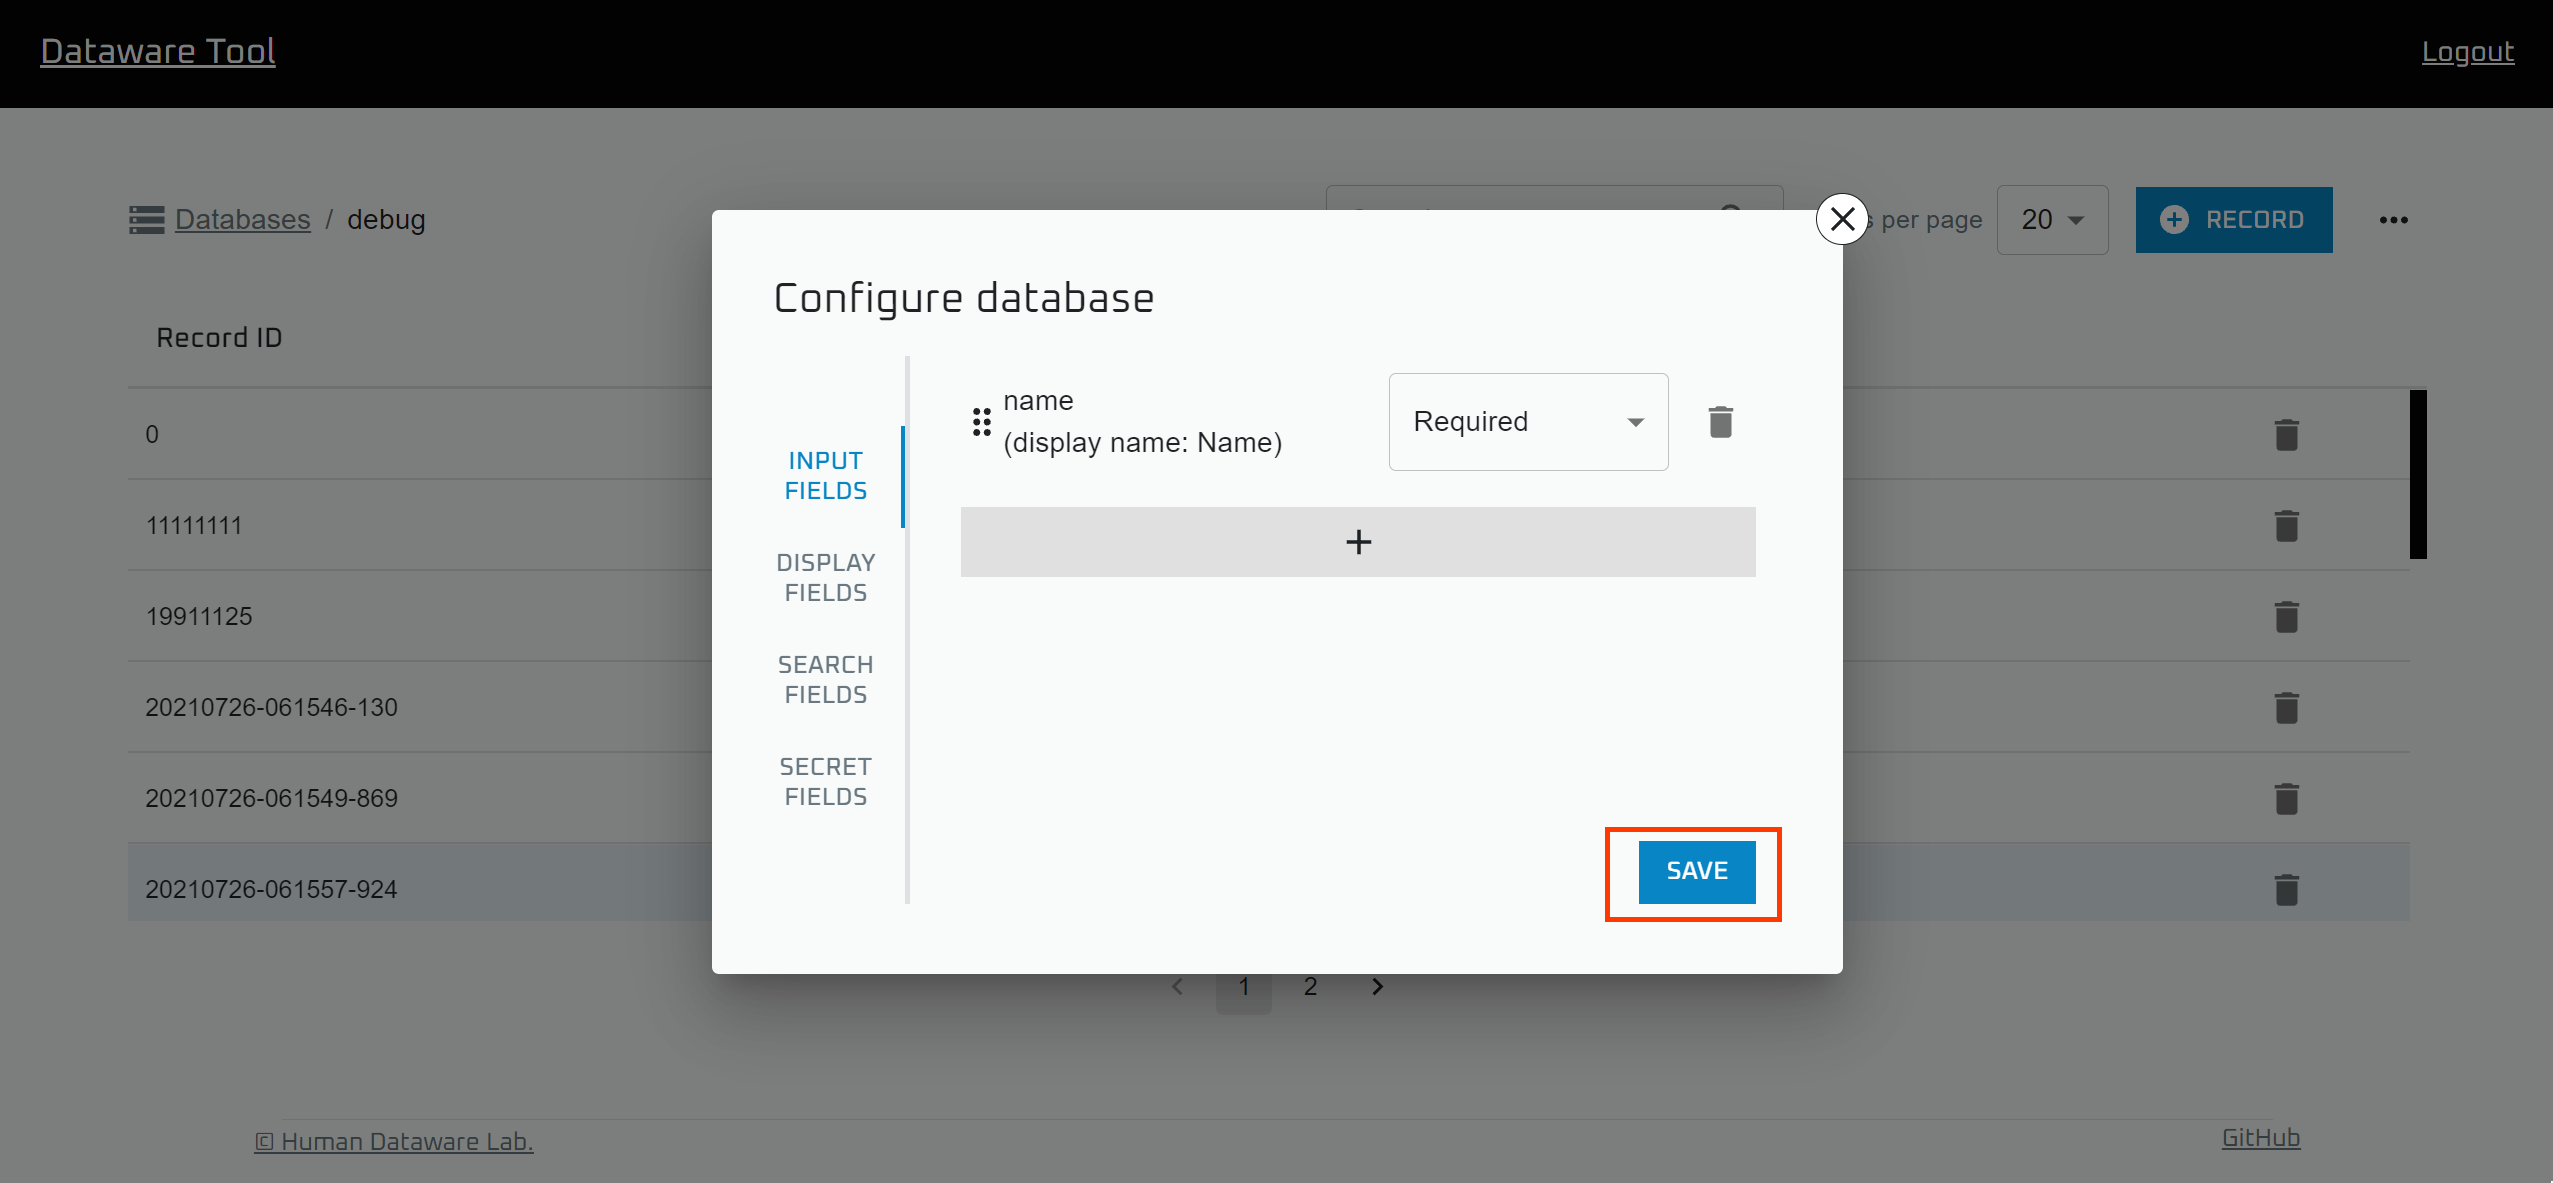 Dataware Tool
Logout
Databases / debug
per page
20
RECORD
Configure database
Record ID
name
(display name: Name)
Required
INPUT
FIELDS
DISPLAY
FIELDS
SEARCH
FIELDS
SECRET
FIELDS
SAVE
0
11111111
19911125
20210726-061546-130
20210726-061549-869
20210726-061557-924
1
2
© Human Dataware Lab.
GitHub